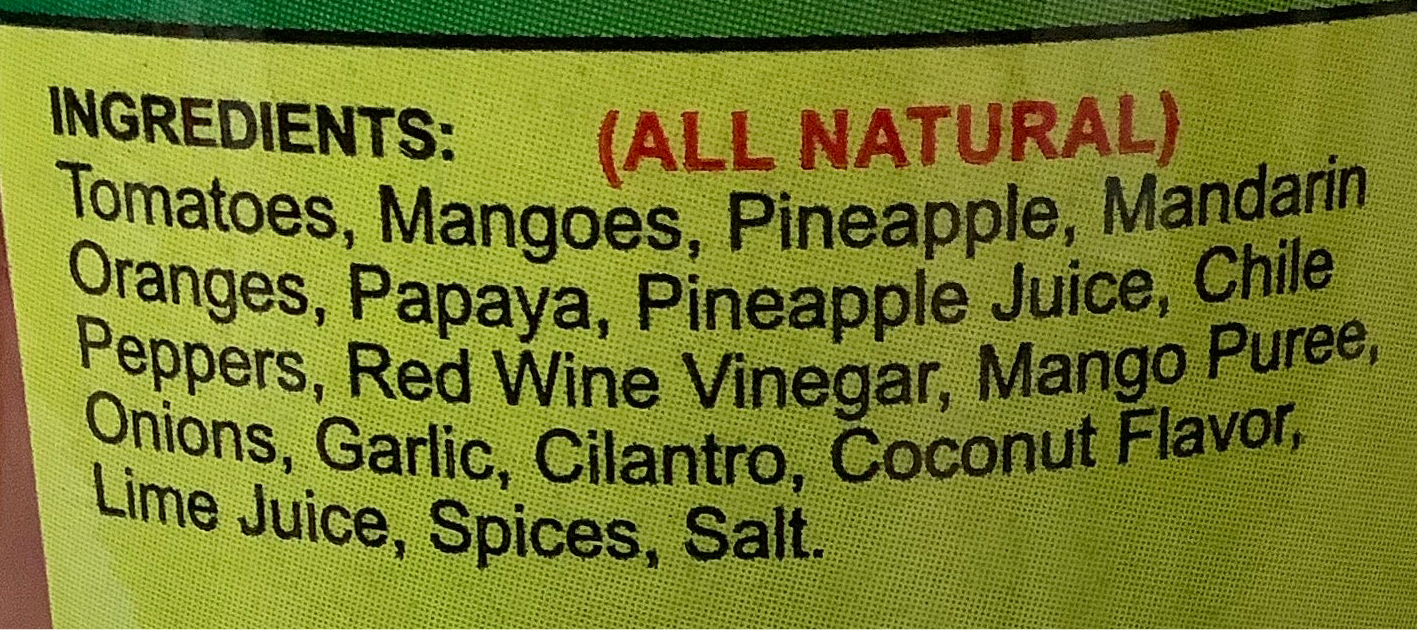 INGREDIENTS: (ALL NATURAL)
Tomatoes, Mangoes, Pineapple, Mandarin
Oranges, Papaya, Pineapple Juice, Chile
Peppers, Red Wine Vinegar, Mango Puree,
Onions, Garlic, Cilantro, Coconut Flavor,
Lime Juice, Spices, Salt.